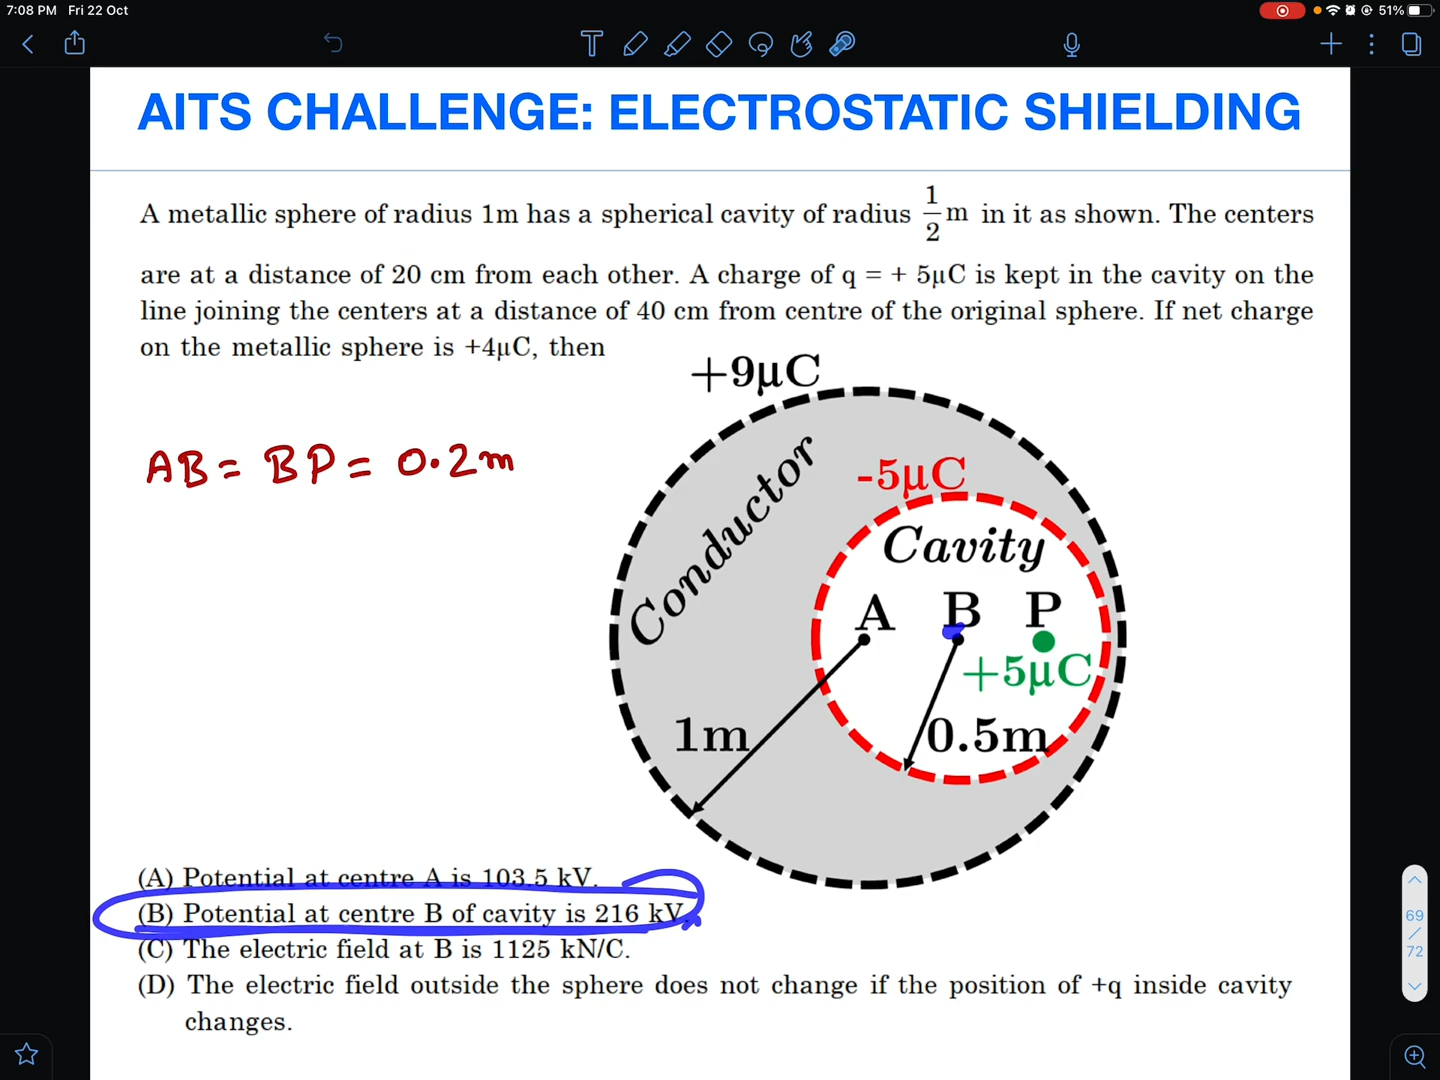 7:08 PM Fri 22 Oct
51%
AITS CHALLENGE: ELECTROSTATIC SHIELDING
A metallic sphere of radius 1m has a spherical cavity of radius 1/2 m in it as shown. The centers
are at a distance of 20 cm from each other. A charge of q = + 5μC is kept in the cavity on the
line joining the centers at a distance of 40 cm from centre of the original sphere. If net charge
on the metallic sphere is +4μC, then
+9μC
AB = BP = 0.2m
Conductor
-5μC
Cavity
A B P
+5μC
1m
0.5m
(A) Potential at centre A is 103.5 kV.
(B) Potential at centre B of cavity is 216 kV.
(C) The electric field at B is 1125 kN/C.
(D) The electric field outside the sphere does not change if the position of +q inside cavity
changes.
69
/
72